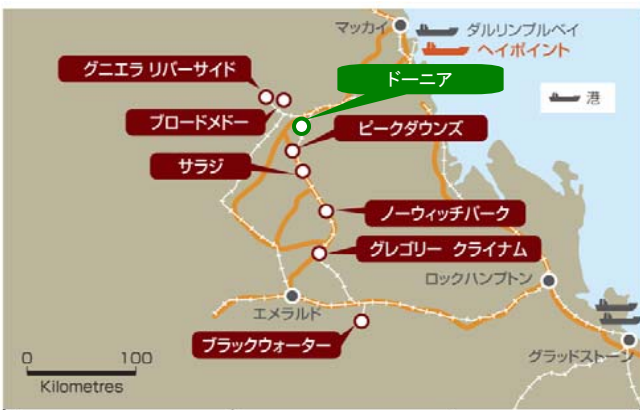 マッカイ
ダルリンプルベイ
ヘイポイント
グニエラ リバーサイド
ドーニア
港
ブロードメドー
ピークダウンズ
サラジ
ノーウィッチパーク
グレゴリー クライナム
ロックハンプトン
エメラルド
ブラックウォーター
グラッドストーン
0 100
Kilometres